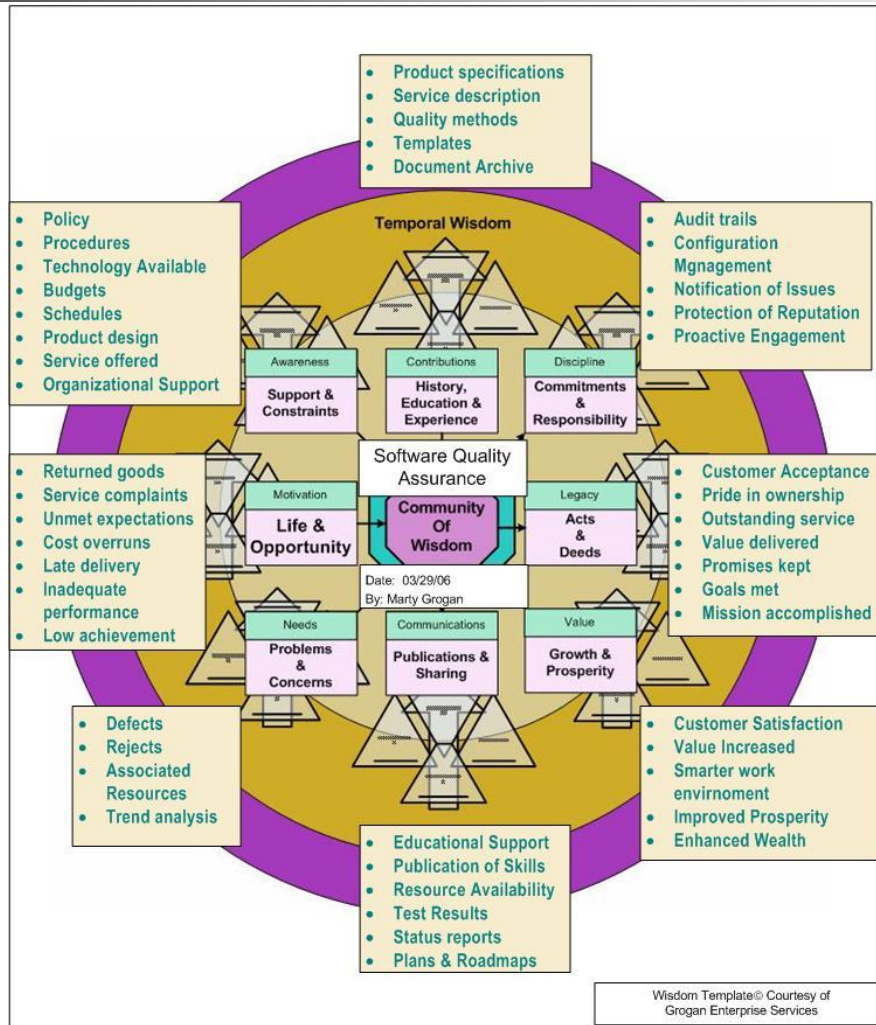 • Product specifications
• Service description
• Quality methods
• Templates
• Document Archive
• Policy
• Procedures
• Technology Available
• Budgets
• Schedules
• Product design
• Service offered
• Organizational Support
Temporal Wisdom
• Audit trails
• Configuration
Mgnagement
• Notification of Issues
• Protection of Reputation
• Proactive Engagement
Awareness
Support &
Constraints
Contributions
History,
Education &
Experience
Discipline
Commitments
&
Responsibility
Software Quality
Assurance
• Returned goods
• Service complaints
• Unmet expectations
• Cost overruns
• Late delivery
• Inadequate
performance
• Low achievement
Motivation
Life &
Opportunity
Community
Of
Wisdom
Legacy
Acts
&
Deeds
• Customer Acceptance
• Pride in ownership
• Outstanding service
• Value delivered
• Promises kept
• Goals met
• Mission accomplished
Date: 03/29/06
By: Marty Grogan
Needs
Problems
&
Concerns
Communications
Publications &
Sharing
Value
Growth &
Prosperity
• Defects
• Rejects
• Associated
Resources
• Trend analysis
• Customer Satisfaction
• Value Increased
• Smarter work
envirnoment
• Improved Prosperity
• Enhanced Wealth
• Educational Support
• Publication of Skills
• Resource Availability
• Test Results
• Status reports
• Plans & Roadmaps
Wisdom Template© Courtesy of
Grogan Enterprise Services